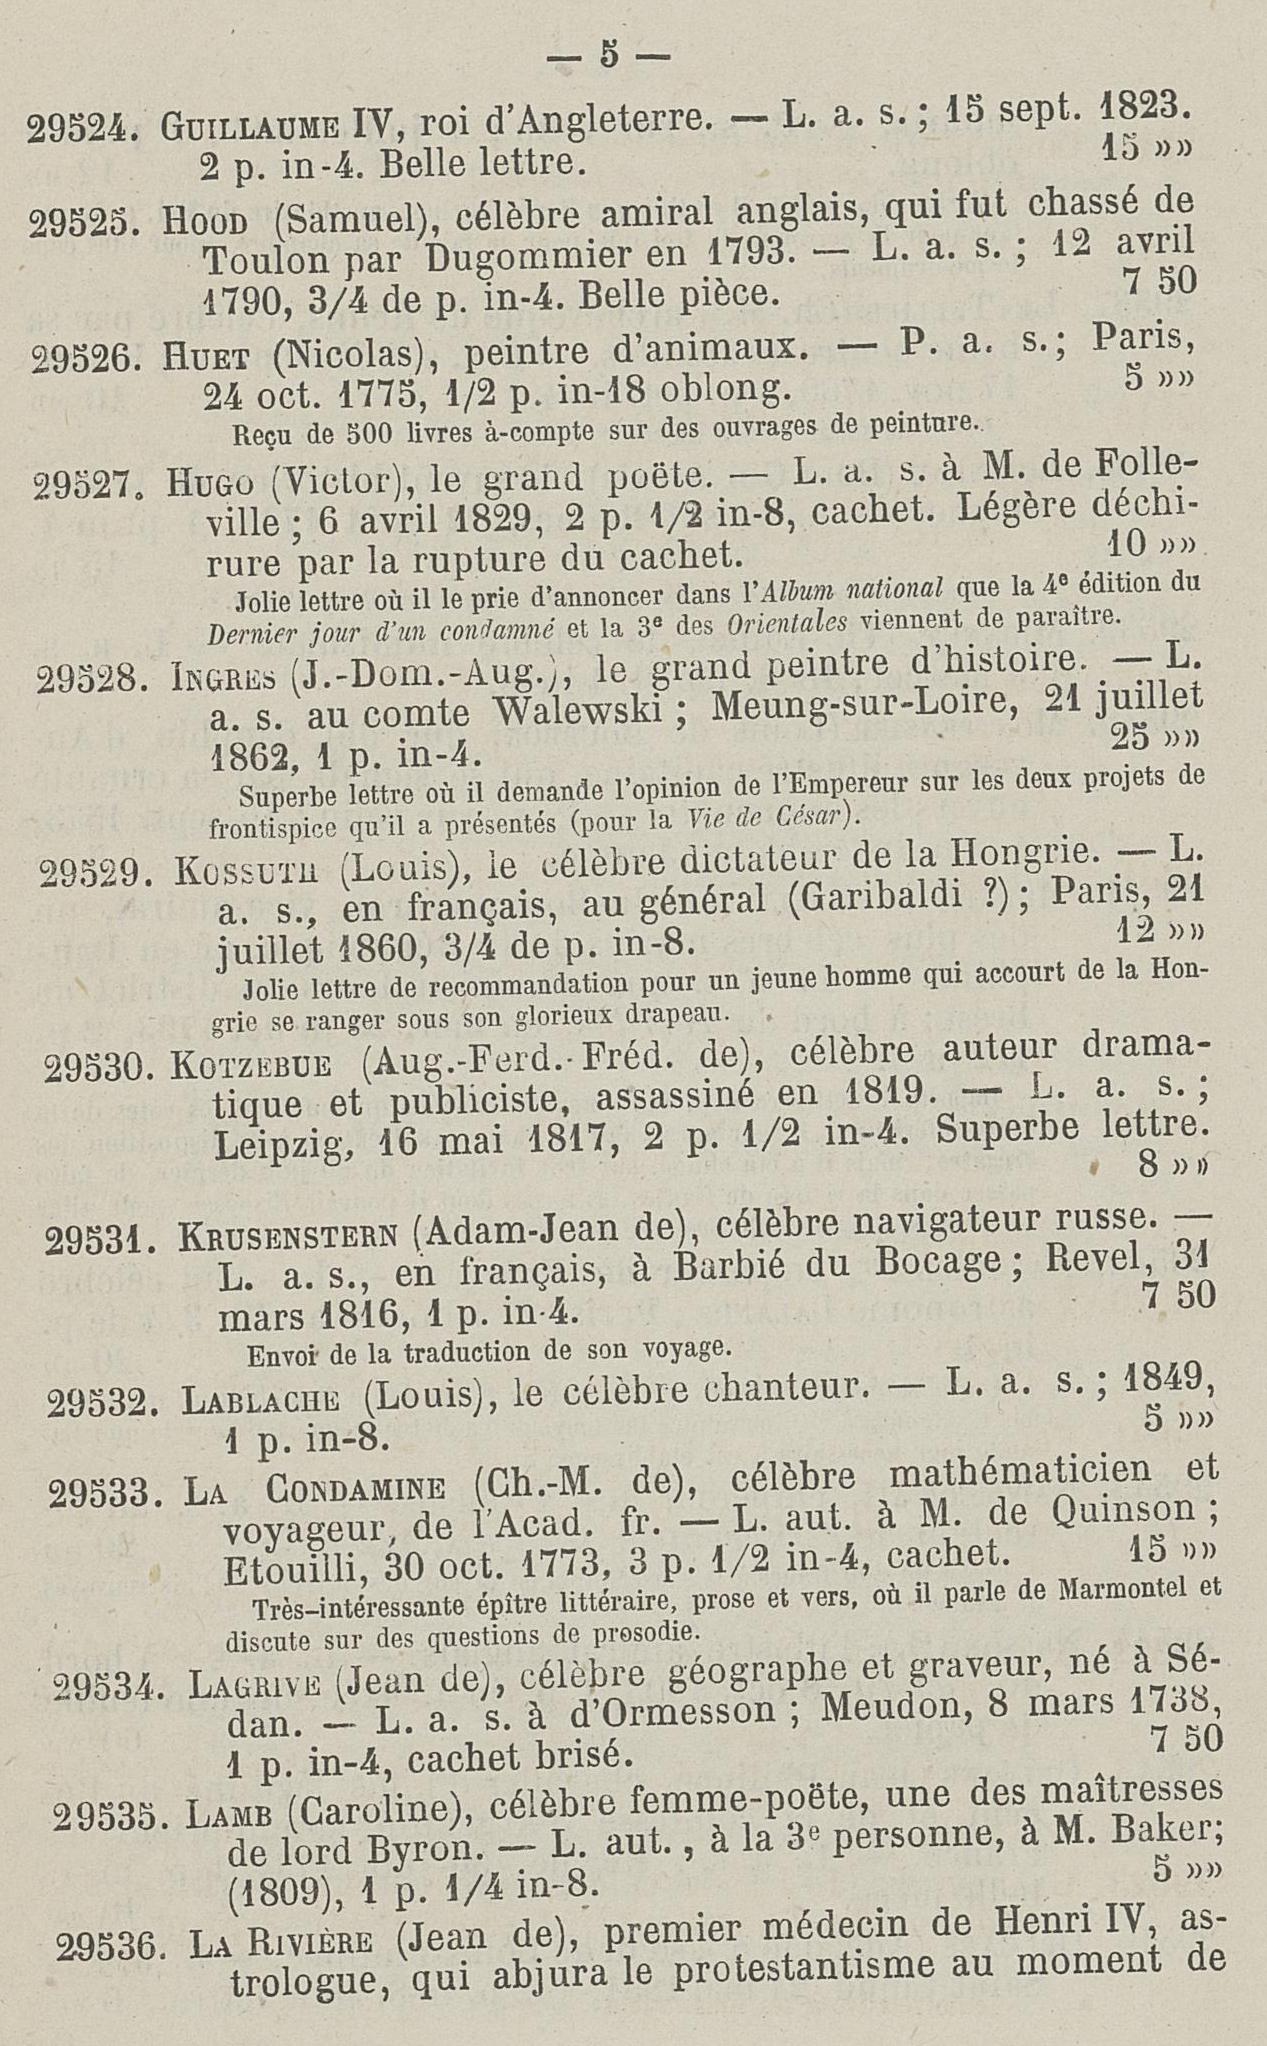 — 5 —
29524. GUILLAUME IV, roi d'Angleterre. — L. a. s. ; 15 sept. 1823.
2 p. in-4. Belle lettre. 15 »»
29525. HOOD (Samuel), célèbre amiral anglais, qui fut chassé de
Toulon par Dugommier en 1793. — L. a. s. ; 12 avril
1790, 3/4 de p. in-4. Belle pièce. 7 50
29526. HUET (Nicolas), peintre d'animaux. — P. a. s.; Paris,
24 oct. 1775, 1/2 p. in-18 oblong. 5 »»
Reçu de 500 livres à-compte sur des ouvrages de peinture.
29527. HUGO (Victor), le grand poëte. — L. a. s. à M. de Folle-
ville ; 6 avril 1829, 2 p. 1/2 in-8, cachet. Légère déchi-
rure par la rupture du cachet. 10 »»
Jolie lettre où il le prie d'annoncer dans l'Album national que la 4e édition du
Dernier jour d'un condamné et la 3e des Orientales viennent de paraître.
29528. INGRES (J.-Dom.-Aug.), le grand peintre d'histoire. — L.
a. s. au comte Walewski ; Meung-sur-Loire, 21 juillet
1862, 1 p. in-4. 25 »»
Superbe lettre où il demande l'opinion de l'Empereur sur les deux projets de
frontispice qu'il a présentés (pour la Vie de César).
29529. KOSSUTH (Louis), le célèbre dictateur de la Hongrie. — L.
a. s., en français, au général (Garibaldi ?) ; Paris, 21
juillet 1860, 3/4 de p. in-8. 12 »»
Jolie lettre de recommandation pour un jeune homme qui accourt de la Hon-
grie se ranger sous son glorieux drapeau.
29530. KOTZEBUE (Aug.-Ferd.-Fréd. de), célèbre auteur drama-
tique et publiciste, assassiné en 1819. — L. a. s. ;
Leipzig, 16 mai 1817, 2 p. 1/2 in-4. Superbe lettre.
8 »»
29531. KRUSENSTERN (Adam-Jean de), célèbre navigateur russe. —
L. a. s., en français, à Barbié du Bocage ; Revel, 31
mars 1816, 1 p. in-4. 7 50
Envoi de la traduction de son voyage.
29532. LABLACHE (Louis), le célèbre chanteur. — L. a. s. ; 1849,
1 p. in-8. 5 »»
29533. LA CONDAMINE (Ch.-M. de), célèbre mathématicien et
voyageur, de l'Acad. fr. — L. aut. à M. de Quinson ;
Etouilli, 30 oct. 1773, 3 p. 1/2 in-4, cachet. 15 »»
Très-intéressante épître littéraire, prose et vers, où il parle de Marmontel et
discute sur des questions de prosodie.
29534. LAGRIVE (Jean de), célèbre géographe et graveur, né à Sé-
dan. — L. a. s. à d'Ormesson ; Meudon, 8 mars 1738,
1 p. in-4, cachet brisé. 7 50
29535. LAMB (Caroline), célèbre femme-poëte, une des maîtresses
de lord Byron. — L. aut., à la 3e personne, à M. Baker;
(1809), 1 p. 1/4 in-8. 5 »»
29536. LA RIVIÈRE (Jean de), premier médecin de Henri IV, as-
trologue, qui abjura le protestantisme au moment de